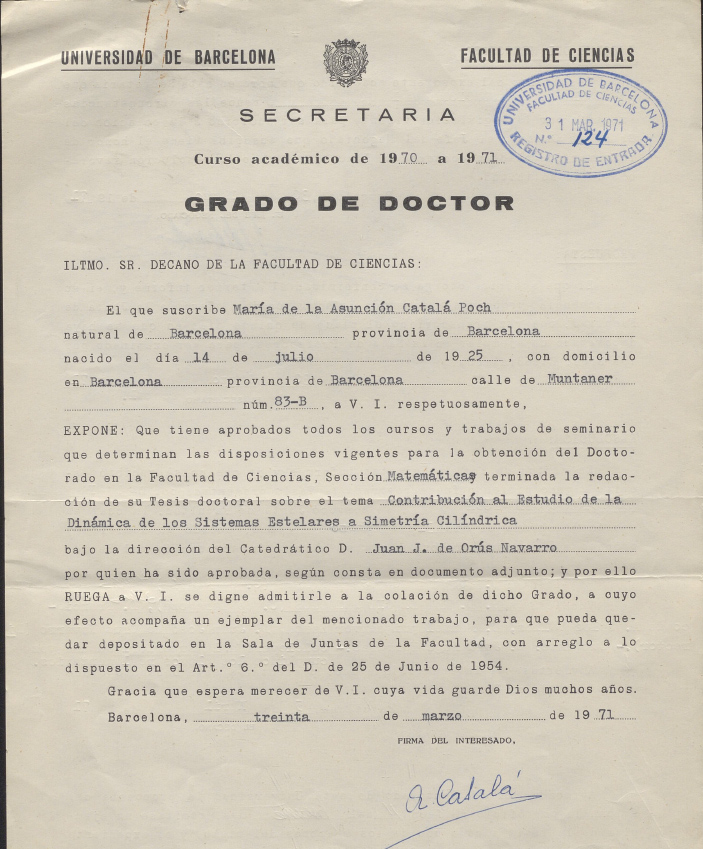 UNIVERSIDAD DE BARCELONA
FACULTAD DE CIENCIAS
UNIVERSIDAD DE BARCELONA
FACULTAD DE CIENCIAS
31 MAR. 1971
N.º 124
REGISTRO DE ENTRADA
SECRETARIA
Curso académico de 1970 a 1971
GRADO DE DOCTOR
ILTMO. SR. DECANO DE LA FACULTAD DE CIENCIAS:
El que suscribe María de la Asunción Catalá Poch
natural de Barcelona provincia de Barcelona
nacido el día 14 de julio de 1925, con domicilio
en Barcelona provincia de Barcelona calle de Muntaner
núm. 83-B, a V. I. respetuosamente,
EXPONE: Que tiene aprobados todos los cursos y trabajos de seminario
que determinan las disposiciones vigentes para la obtención del Docto-
rado en la Facultad de Ciencias, Sección Matemáticas, terminada la redac-
ción de su Tesis doctoral sobre el tema Contribución al Estudio de la
Dinámica de los Sistemas Estelares a Simetría Cilíndrica
bajo la dirección del Catedrático D. Juan J. de Orús Navarro
por quien ha sido aprobada, según consta en documento adjunto; y por ello
RUEGA a V. I. se digne admitirle a la colación de dicho Grado, a cuyo
efecto acompaña un ejemplar del mencionado trabajo, para que pueda que-
dar depositado en la Sala de Juntas de la Facultad, con arreglo a lo
dispuesto en el Art.º 6.º del D. de 25 de Junio de 1954.
Gracia que espera merecer de V.I. cuya vida guarde Dios muchos años.
Barcelona, treinta de marzo de 1971
FIRMA DEL INTERESADO,
A. Catalá